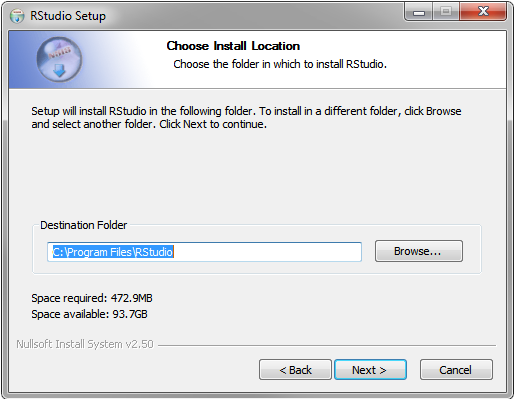 RStudio Setup
Choose Install Location
Choose the folder in which to install RStudio.
Setup will install RStudio in the following folder. To install in a different folder, click Browse
and select another folder. Click Next to continue.
Destination Folder
C:\Program Files\RStudio
Browse...
Space required: 472.9MB
Space available: 93.7GB
Nullsoft Install System v2.50
< Back
Next >
Cancel